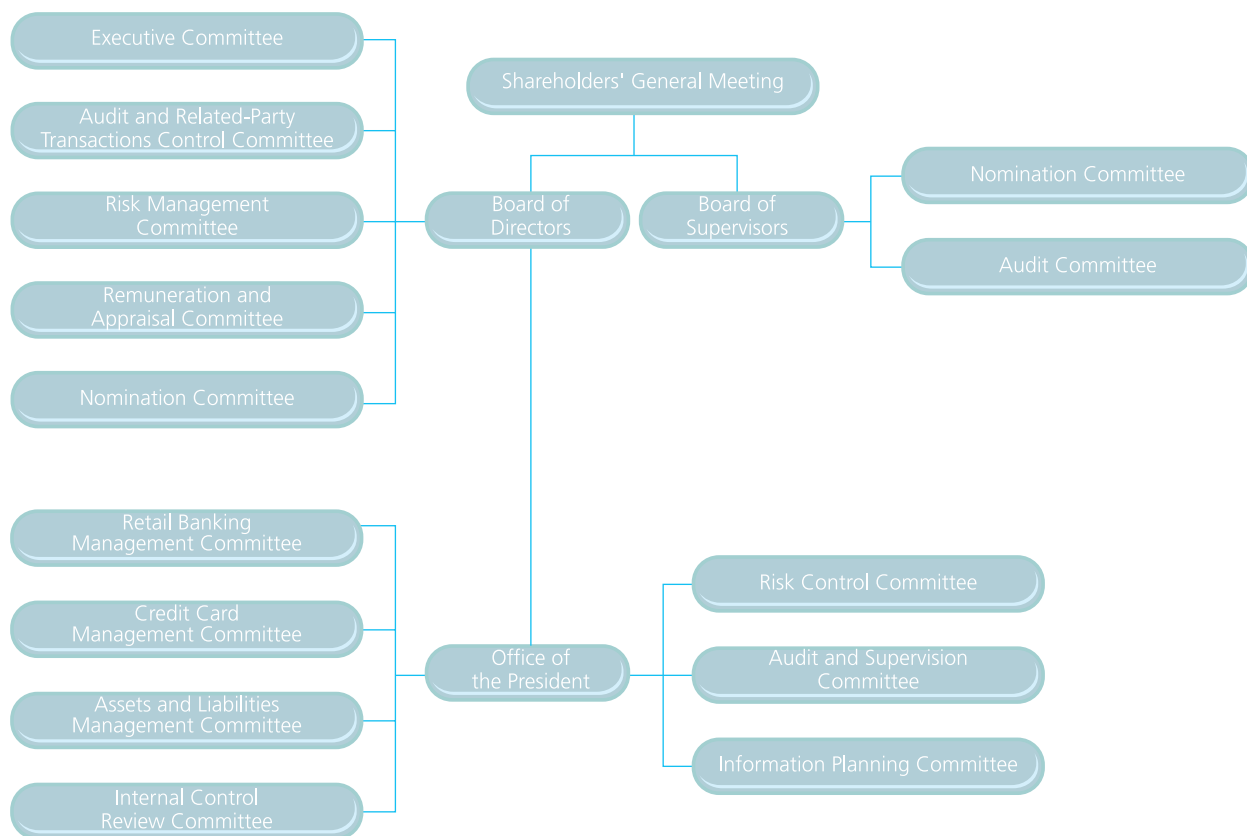 Executive Committee
Shareholders' General Meeting
Audit and Related-Party
Transactions Control Committee
Nomination Committee
Risk Management
Committee
Board of
Directors
Board of
Supervisors
Audit Committee
Remuneration and
Appraisal Committee
Nomination Committee
Retail Banking
Management Committee
Risk Control Committee
Credit Card
Management Committee
Office of
the President
Audit and Supervision
Committee
Assets and Liabilities
Management Committee
Information Planning Committee
Internal Control
Review Committee